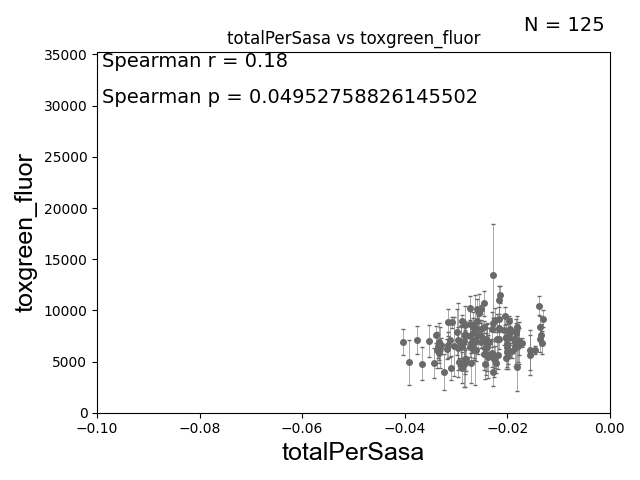 N = 125
totalPerSasa vs toxgreen_fluor
Spearman r = 0.18
Spearman p = 0.04952758826145502
35000
30000
25000
20000
15000
10000
5000
0
toxgreen_fluor
−0.10
−0.08
−0.06
−0.04
−0.02
0.00
totalPerSasa